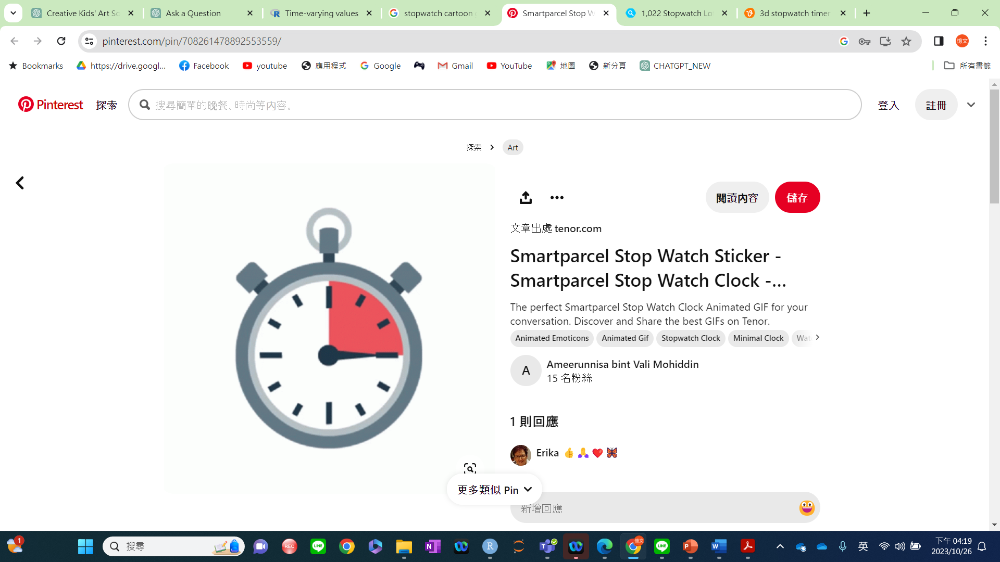 Creative Kids' Art Sc
Ask a Question
Time-varying values
stopwatch cartoon g
Smartparcel Stop W
1,022 Stopwatch Lo
3d stopwatch timer
pinterest.com/pin/708261478892553559/
憶文
Bookmarks
https://drive.googl...
Facebook
youtube
應用程式
Google
Gmail
YouTube
地圖
新分頁
CHATGPT_NEW
所有書籤
Pinterest
探索
搜尋簡單的晚餐、時尚等內容。
登入
註冊
探索
Art
閱讀內容
儲存
文章出處 tenor.com
Smartparcel Stop Watch Sticker -
Smartparcel Stop Watch Clock -...
The perfect Smartparcel Stop Watch Clock Animated GIF for your
conversation. Discover and Share the best GIFs on Tenor.
Animated Emoticons
Animated Gif
Stopwatch Clock
Minimal Clock
Wat
A
Ameerunnisa bint Vali Mohiddin
15 名粉絲
1 則回應
Erika 👍🙏❤️🦋
更多類似 Pin
新增回應
1
搜尋
REC
LINE
N
R
T
憶文
LINE
P
W
英
下午 04:19
2023/10/26